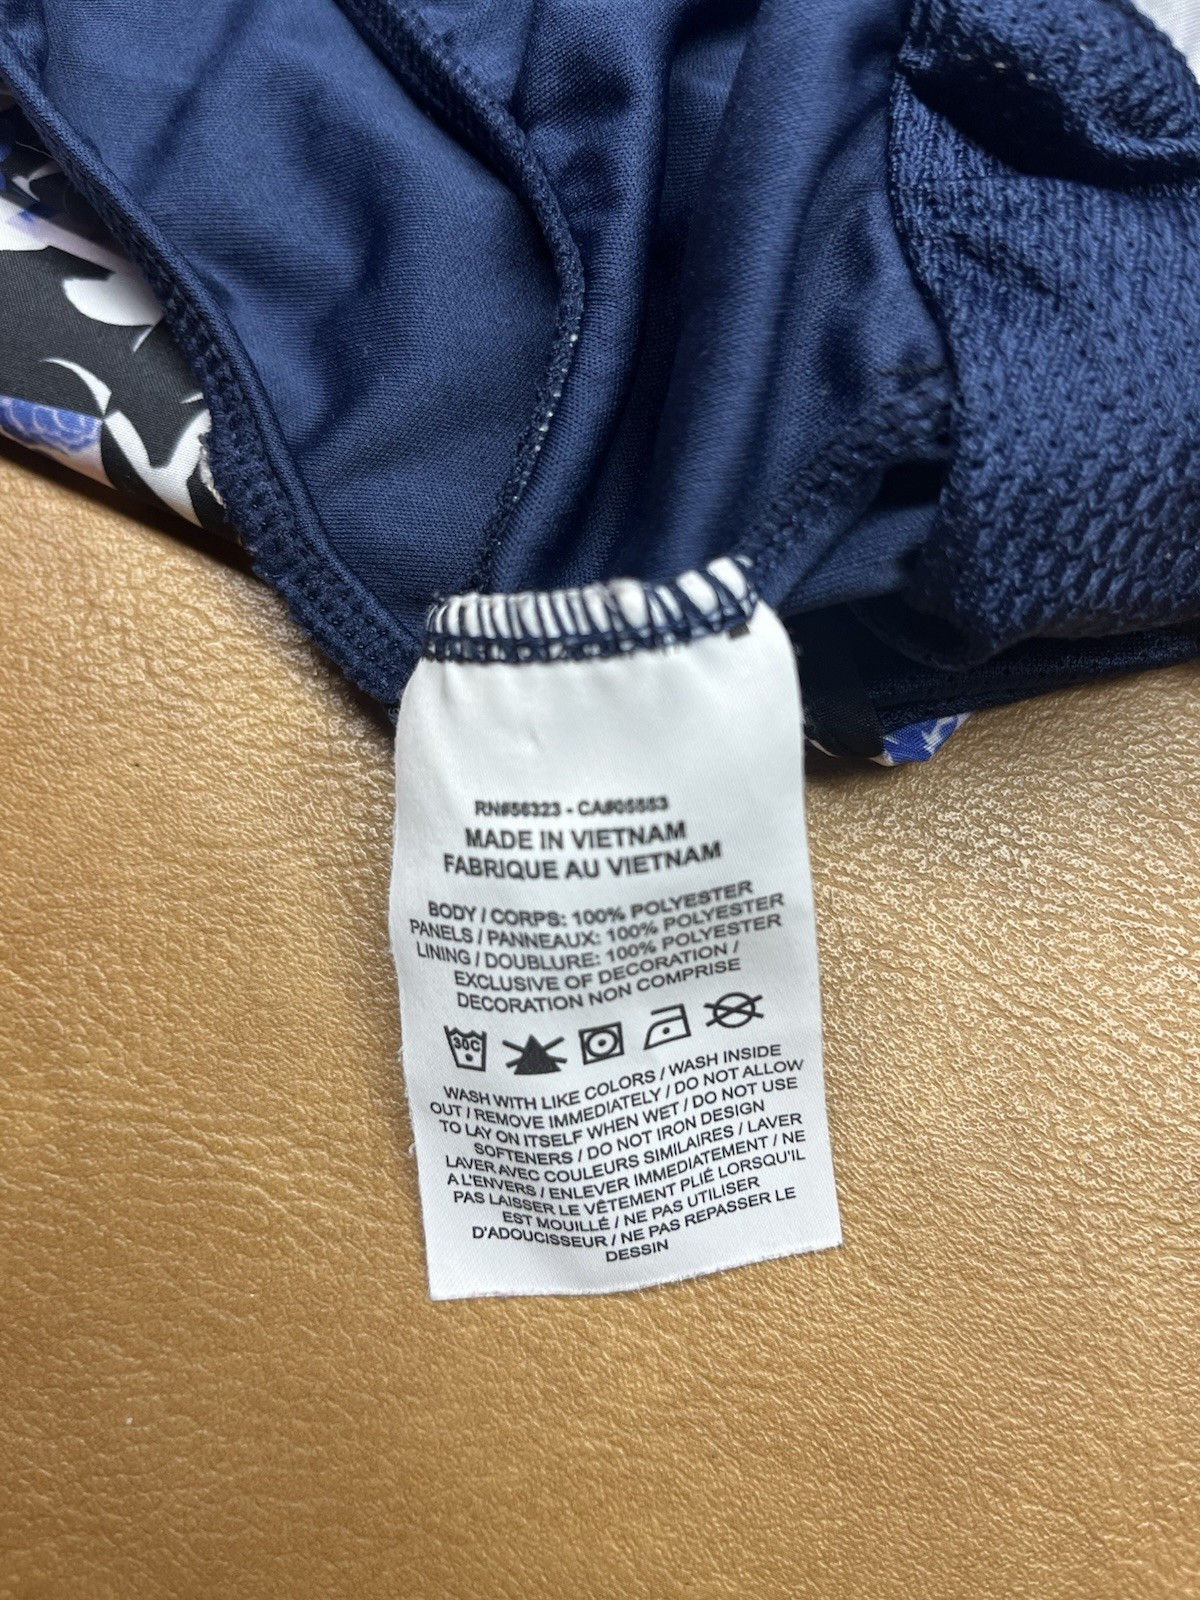 RN#56323 - CA#05553
MADE IN VIETNAM
FABRIQUE AU VIETNAM
BODY / CORPS: 100% POLYESTER
PANELS / PANNEAUX: 100% POLYESTER
LINING / DOUBLURE: 100% POLYESTER
EXCLUSIVE OF DECORATION /
DECORATION NON COMPRISE
30C
WASH WITH LIKE COLORS / WASH INSIDE
OUT / REMOVE IMMEDIATELY / DO NOT ALLOW
TO LAY ON ITSELF WHEN WET / DO NOT USE
SOFTENERS / DO NOT IRON DESIGN
LAVER AVEC COULEURS SIMILAIRES / LAVER
A L'ENVERS / ENLEVER IMMEDIATEMENT / NE
PAS LAISSER LE VÊTEMENT PLIÉ LORSQU'IL
EST MOUILLÉ / NE PAS UTILISER
D'ADOUCISSEUR / NE PAS REPASSER LE
DESSIN